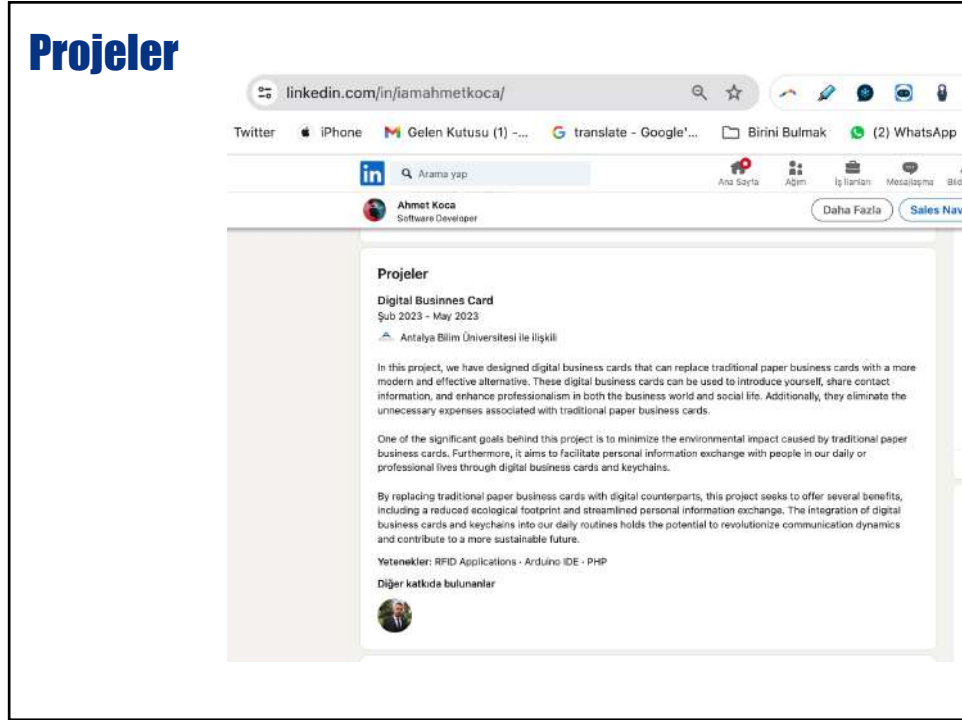 Projeler
linkedin.com/in/iamahmetkoca/
Twitter iPhone Gelen Kutusu (1) -... translate - Google'... Birini Bulmak (2) WhatsApp
in Arama yap Ana Sayfa Ağım İş İlanları Mesajlaşma
Ahmet Koca
Software Developer
Daha Fazla Sales Nav
Projeler
Digital Businnes Card
Şub 2023 - May 2023
Antalya Bilim Üniversitesi ile ilişkili
In this project, we have designed digital business cards that can replace traditional paper business cards with a more
modern and effective alternative. These digital business cards can be used to introduce yourself, share contact
information, and enhance professionalism in both the business world and social life. Additionally, they eliminate the
unnecessary expenses associated with traditional paper business cards.
One of the significant goals behind this project is to minimize the environmental impact caused by traditional paper
business cards. Furthermore, it aims to facilitate personal information exchange with people in our daily or
professional lives through digital business cards and keychains.
By replacing traditional paper business cards with digital counterparts, this project seeks to offer several benefits,
including a reduced ecological footprint and streamlined personal information exchange. The integration of digital
business cards and keychains into our daily routines holds the potential to revolutionize communication dynamics
and contribute to a more sustainable future.
Yetenekler: RFID Applications · Arduino IDE · PHP
Diğer katkıda bulunanlar